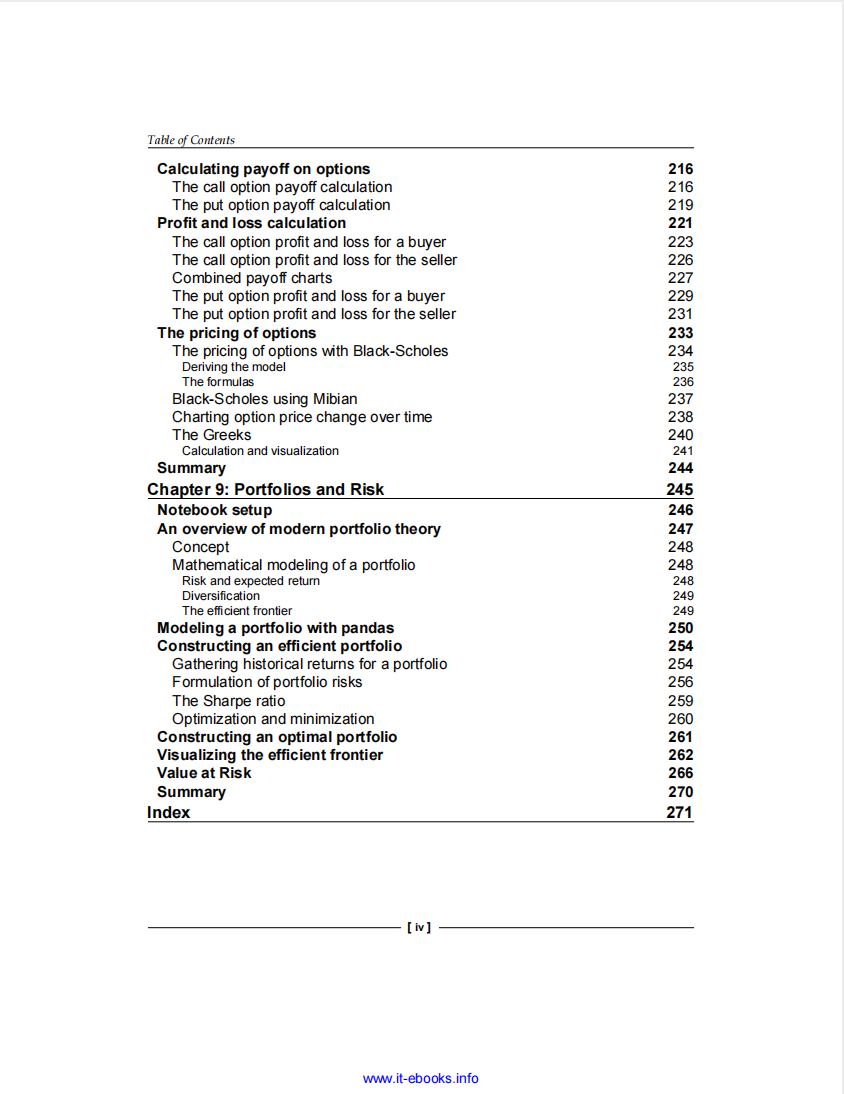 Table of Contents
Calculating payoff on options 216
The call option payoff calculation 216
The put option payoff calculation 219
Profit and loss calculation 221
The call option profit and loss for a buyer 223
The call option profit and loss for the seller 226
Combined payoff charts 227
The put option profit and loss for a buyer 229
The put option profit and loss for the seller 231
The pricing of options 233
The pricing of options with Black-Scholes 234
Deriving the model 235
The formulas 236
Black-Scholes using Mibian 237
Charting option price change over time 238
The Greeks 240
Calculation and visualization 241
Summary 244
Chapter 9: Portfolios and Risk 245
Notebook setup 246
An overview of modern portfolio theory 247
Concept 248
Mathematical modeling of a portfolio 248
Risk and expected return 248
Diversification 249
The efficient frontier 249
Modeling a portfolio with pandas 250
Constructing an efficient portfolio 254
Gathering historical returns for a portfolio 254
Formulation of portfolio risks 256
The Sharpe ratio 259
Optimization and minimization 260
Constructing an optimal portfolio 261
Visualizing the efficient frontier 262
Value at Risk 266
Summary 270
Index 271
[ iv ]
www.it-ebooks.info